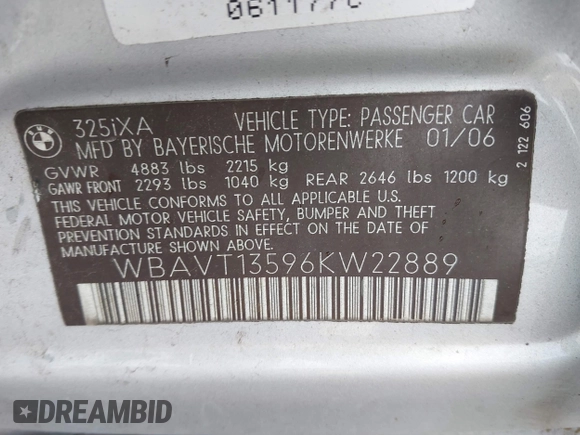 BMW
325iXA VEHICLE TYPE: PASSENGER CAR
MFD BY BAYERISCHE MOTORENWERKE 01/06
GVWR 4883 lbs 2215 kg
GAWR FRONT 2293 lbs 1040 kg REAR 2646 lbs 1200 kg
THIS VEHICLE CONFORMS TO ALL APPLICABLE U.S.
FEDERAL MOTOR VEHICLE SAFETY, BUMPER AND THEFT
PREVENTION STANDARDS IN EFFECT ON THE DATE OF
MANUFACTURE SHOWN ABOVE.
WBAVT13596KW22889
2 122 606
DREAMBID